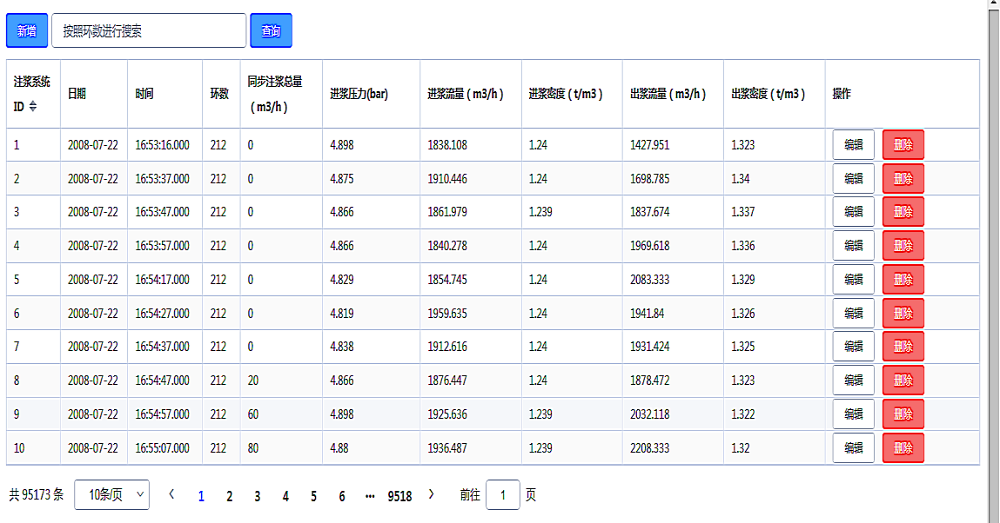 新增 按照环数进行搜索 查询
注浆系统 ID 日期 时间 环数 同步注浆总量 ( m3/h ) 进浆压力(bar) 进浆流量 ( m3/h ) 进浆密度 ( t/m3 ) 出浆流量 ( m3/h ) 出浆密度 ( t/m3 ) 操作
1 2008-07-22 16:53:16.000 212 0 4.898 1838.108 1.24 1427.951 1.323 编辑 删除
2 2008-07-22 16:53:37.000 212 0 4.875 1910.446 1.24 1698.785 1.34 编辑 删除
3 2008-07-22 16:53:47.000 212 0 4.866 1861.979 1.239 1837.674 1.337 编辑 删除
4 2008-07-22 16:53:57.000 212 0 4.866 1840.278 1.24 1969.618 1.336 编辑 删除
5 2008-07-22 16:54:17.000 212 0 4.829 1854.745 1.24 2083.333 1.329 编辑 删除
6 2008-07-22 16:54:27.000 212 0 4.819 1959.635 1.24 1941.84 1.326 编辑 删除
7 2008-07-22 16:54:37.000 212 0 4.838 1912.616 1.24 1931.424 1.325 编辑 删除
8 2008-07-22 16:54:47.000 212 20 4.866 1876.447 1.24 1878.472 1.323 编辑 删除
9 2008-07-22 16:54:57.000 212 60 4.898 1925.636 1.239 2032.118 1.322 编辑 删除
10 2008-07-22 16:55:07.000 212 80 4.88 1936.487 1.239 2208.333 1.32 编辑 删除
共 95173 条 10条/页 1 2 3 4 5 6 ··· 9518 前往 1 页